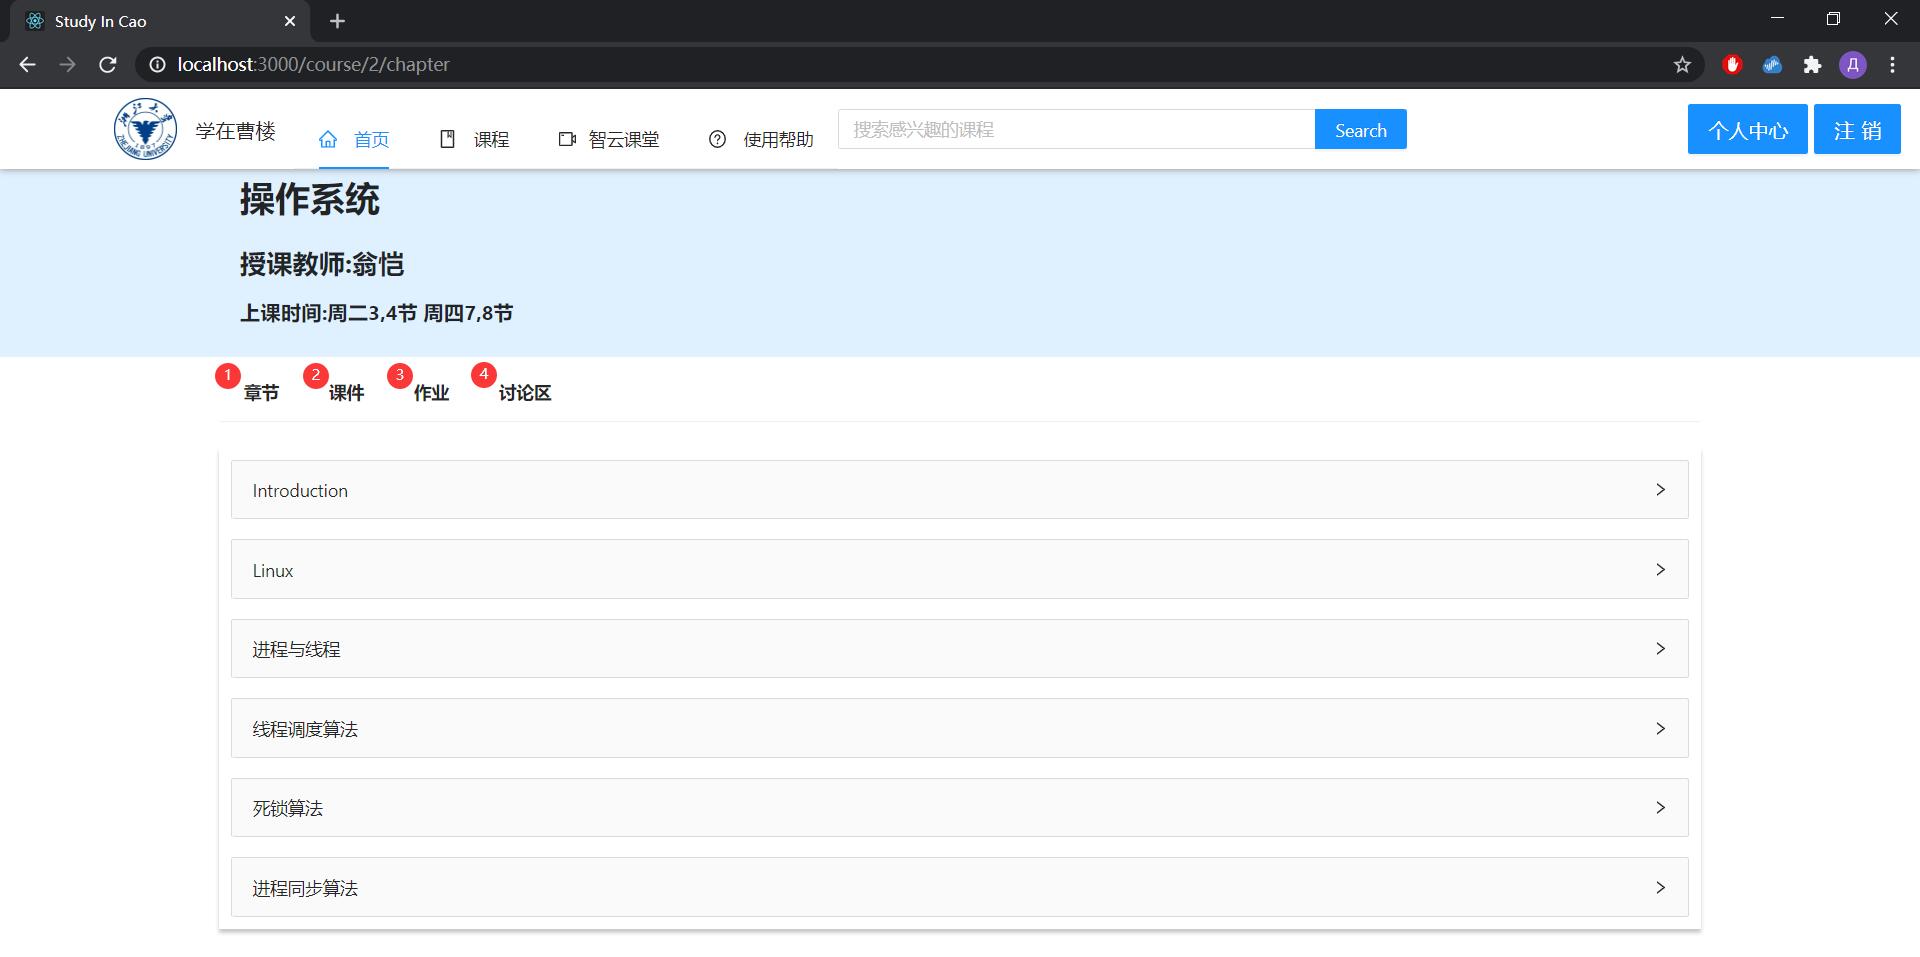 Study In Cao
localhost:3000/course/2/chapter
Д
ZHEJIANG UNIVERSITY
1897
学在曹楼
首页
课程
智云课堂
使用帮助
搜索感兴趣的课程
Search
个人中心
注 销
操作系统
授课教师:翁恺
上课时间:周二3,4节 周四7,8节
1 章节
2 课件
3 作业
4 讨论区
Introduction
Linux
进程与线程
线程调度算法
死锁算法
进程同步算法